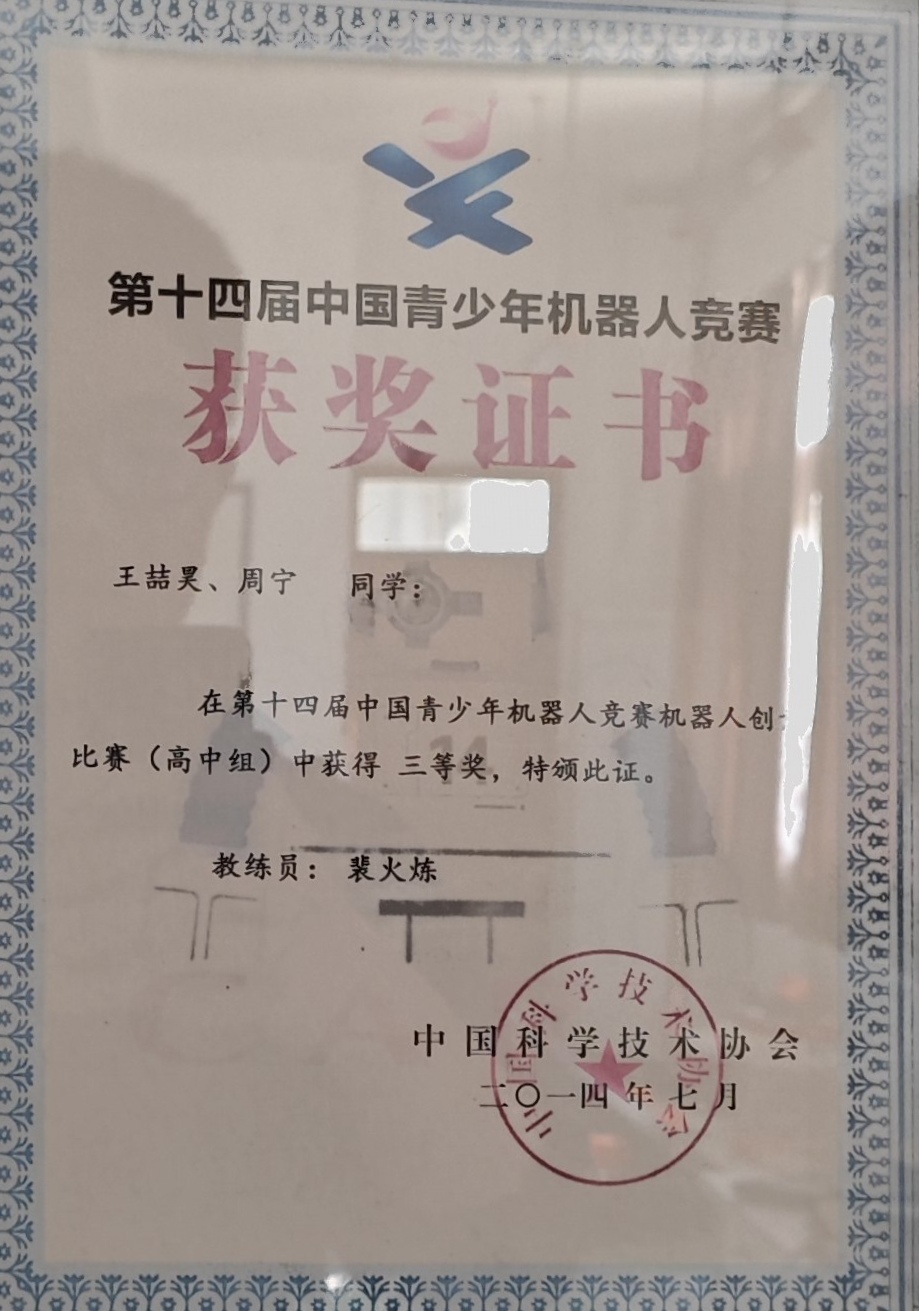 第十四届中国青少年机器人竞赛
获奖证书
王喆昊、周宁 同学：
在第十四届中国青少年机器人竞赛机器人创
比赛（高中组）中获得 三等奖，特颁此证。
教练员： 裴火炼
中国科学技术协会
二〇一四年七月
中国科学技术协会